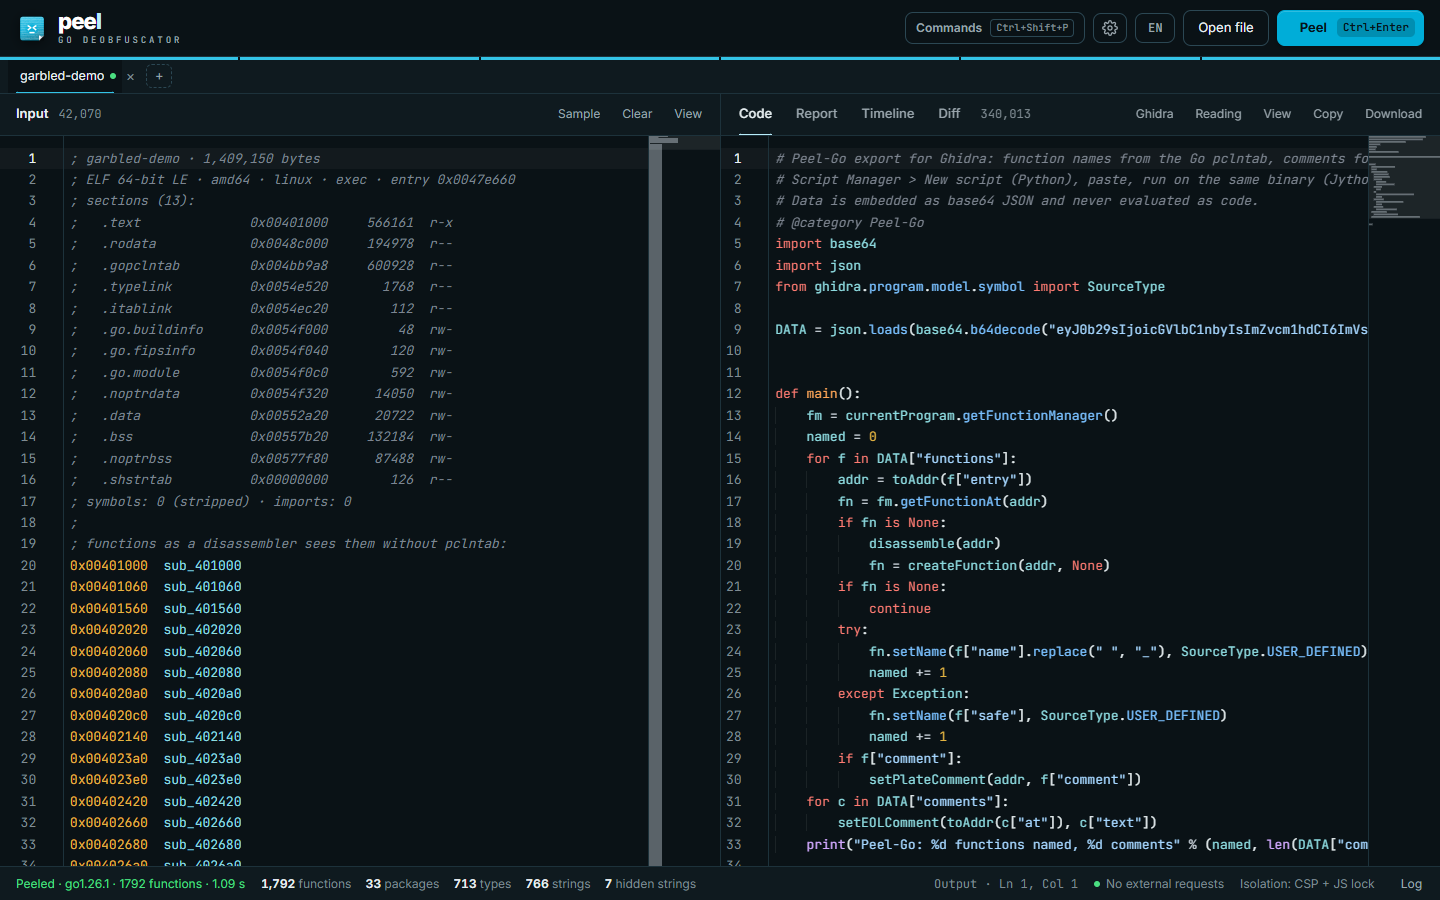 peel
GO DEOBFUSCATOR
Commands Ctrl+Shift+P
EN
Open file
Peel Ctrl+Enter
garbled-demo ● × +
Input 42,070
Sample Clear View
Code Report Timeline Diff 340,013
Ghidra Reading View Copy Download
1 ; garbled-demo · 1,409,150 bytes
2 ; ELF 64-bit LE · amd64 · linux · exec · entry 0x0047e660
3 ; sections (13):
4 ;   .text 0x00401000 566161 r-x
5 ;   .rodata 0x0048c000 194978 r--
6 ;   .gopclntab 0x004bb9a8 600928 r--
7 ;   .typelink 0x0054e520 1768 r--
8 ;   .itablink 0x0054ec20 112 r--
9 ;   .go.buildinfo 0x0054f000 48 rw-
10 ;   .go.fipsinfo 0x0054f040 120 rw-
11 ;   .go.module 0x0054f0c0 592 rw-
12 ;   .noptrdata 0x0054f320 14050 rw-
13 ;   .data 0x00552a20 20722 rw-
14 ;   .bss 0x00557b20 132184 rw-
15 ;   .noptrbss 0x00577f80 87488 rw-
16 ;   .shstrtab 0x00000000 126 r--
17 ; symbols: 0 (stripped) · imports: 0
18 ;
19 ; functions as a disassembler sees them without pclntab:
20 0x00401000 sub_401000
21 0x00401060 sub_401060
22 0x00401560 sub_401560
23 0x00402020 sub_402020
24 0x00402060 sub_402060
25 0x00402080 sub_402080
26 0x004020a0 sub_4020a0
27 0x004020c0 sub_4020c0
28 0x00402140 sub_402140
29 0x004023a0 sub_4023a0
30 0x004023e0 sub_4023e0
31 0x00402420 sub_402420
32 0x00402660 sub_402660
33 0x00402680 sub_402680
34 0x004026a0 sub_4026a0
1 # Peel-Go export for Ghidra: function names from the Go pclntab, comments fo
2 # Script Manager > New script (Python), paste, run on the same binary (Jytho
3 # Data is embedded as base64 JSON and never evaluated as code.
4 # @category Peel-Go
5 import base64
6 import json
7 from ghidra.program.model.symbol import SourceType
8
9 DATA = json.loads(base64.b64decode("eyJ0b29sIjoicGVlbC1nbyIsImZvcm1hdCI6ImVs
10
11
12 def main():
13     fm = currentProgram.getFunctionManager()
14     named = 0
15     for f in DATA["functions"]:
16         addr = toAddr(f["entry"])
17         fn = fm.getFunctionAt(addr)
18         if fn is None:
19             disassemble(addr)
20             fn = createFunction(addr, None)
21         if fn is None:
22             continue
23         try:
24             fn.setName(f["name"].replace(" ", "_"), SourceType.USER_DEFINED)
25             named += 1
26         except Exception:
27             fn.setName(f["safe"], SourceType.USER_DEFINED)
28             named += 1
29         if f["comment"]:
30             setPlateComment(addr, f["comment"])
31     for c in DATA["comments"]:
32         setEOLComment(toAddr(c["at"]), c["text"])
33     print("Peel-Go: %d functions named, %d comments" % (named, len(DATA["com
34
Peeled · go1.26.1 · 1792 functions · 1.09 s 1,792 functions 33 packages 713 types 766 strings 7 hidden strings
Output · Ln 1, Col 1 ● No external requests Isolation: CSP + JS lock Log